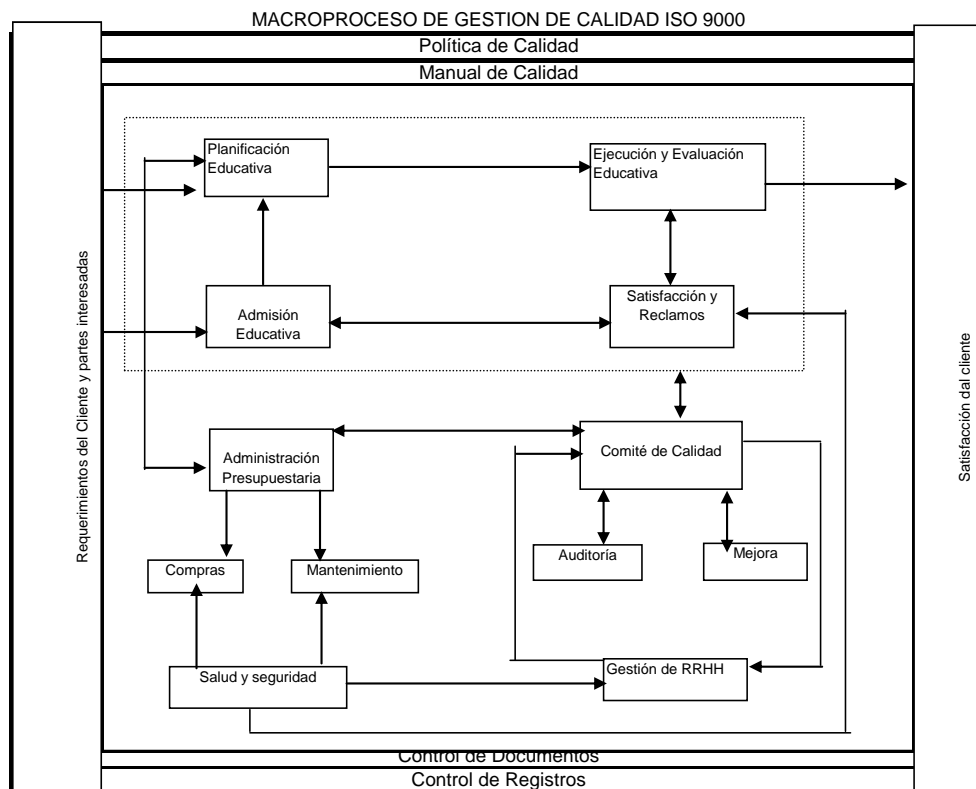 MACROPROCESO DE GESTION DE CALIDAD ISO 9000
Política de Calidad
Manual de Calidad
Requerimientos del Cliente y partes interesadas
Planificación
Educativa
Ejecución y Evaluación
Educativa
Admisión
Educativa
Satisfacción y
Reclamos
Administración
Presupuestaria
Comité de Calidad
Compras
Mantenimiento
Auditoría
Mejora
Salud y seguridad
Gestión de RRHH
Satisfacción dal cliente
Control de Documentos
Control de Registros